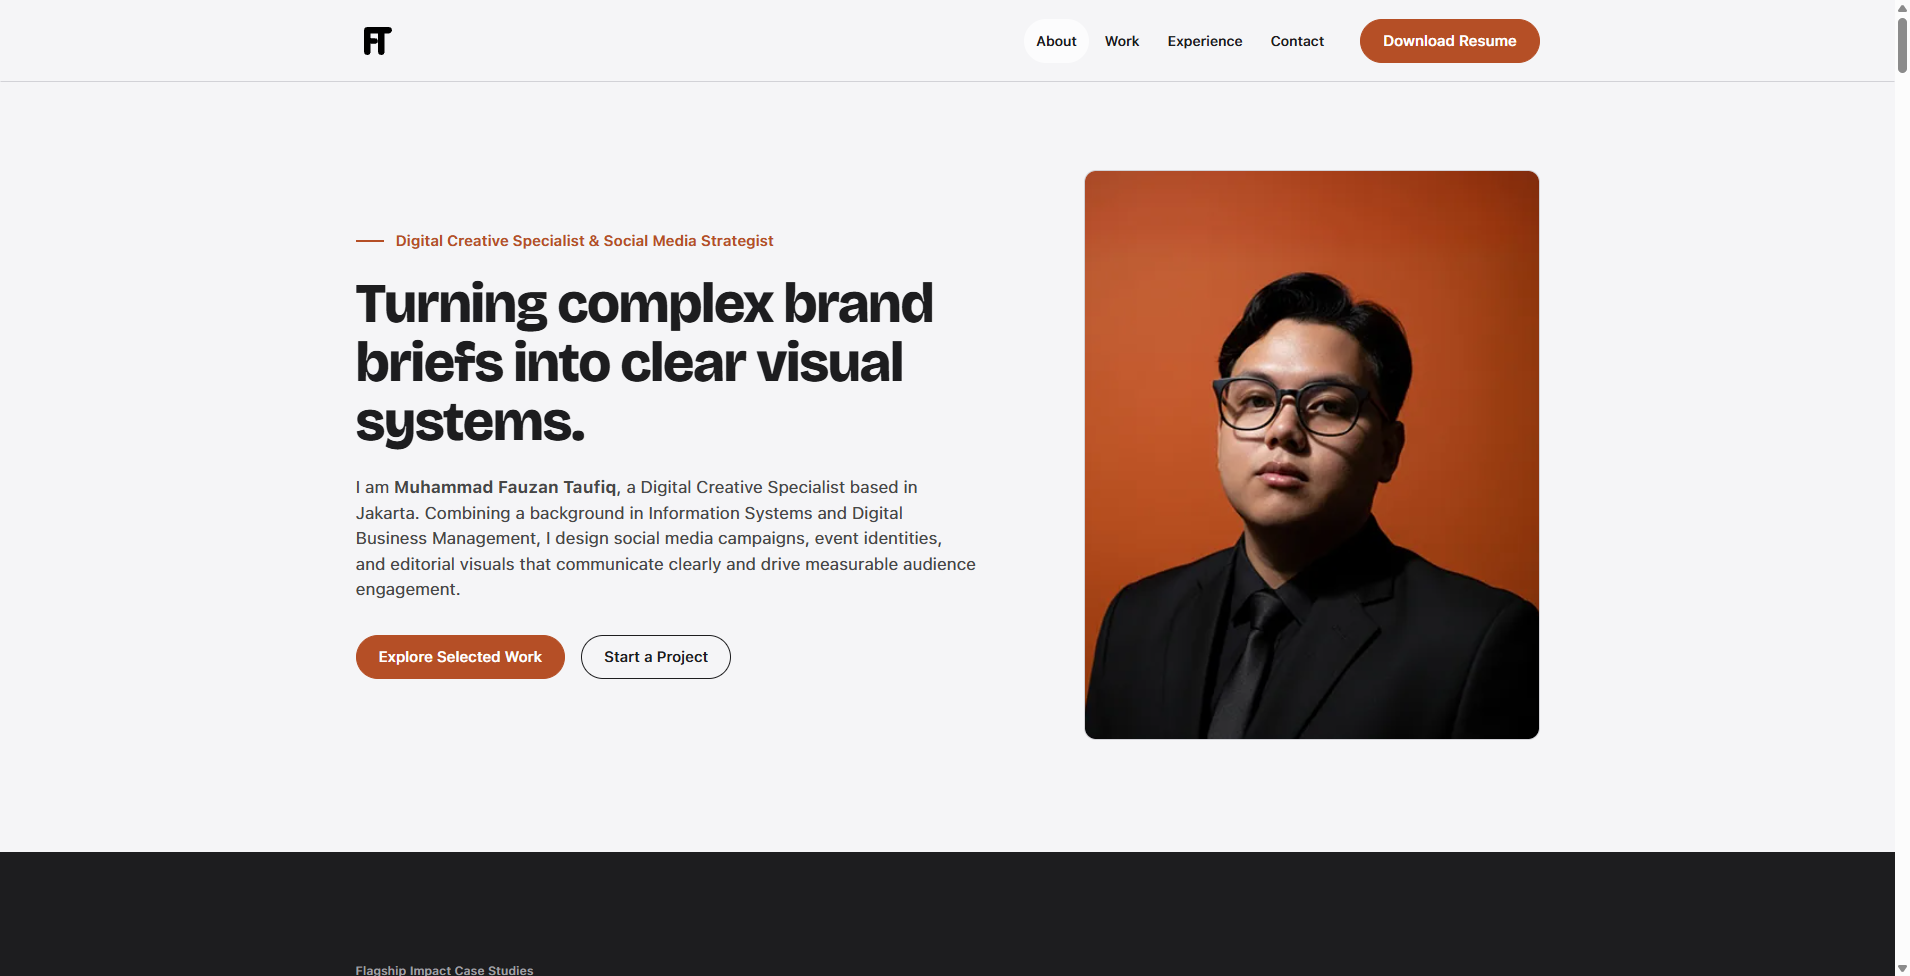 FT
About Work Experience Contact Download Resume
Digital Creative Specialist & Social Media Strategist
Turning complex brand
briefs into clear visual
systems.
I am Muhammad Fauzan Taufiq, a Digital Creative Specialist based in
Jakarta. Combining a background in Information Systems and Digital
Business Management, I design social media campaigns, event identities,
and editorial visuals that communicate clearly and drive measurable audience
engagement.
Explore Selected Work Start a Project
Flagship Impact Case Studies